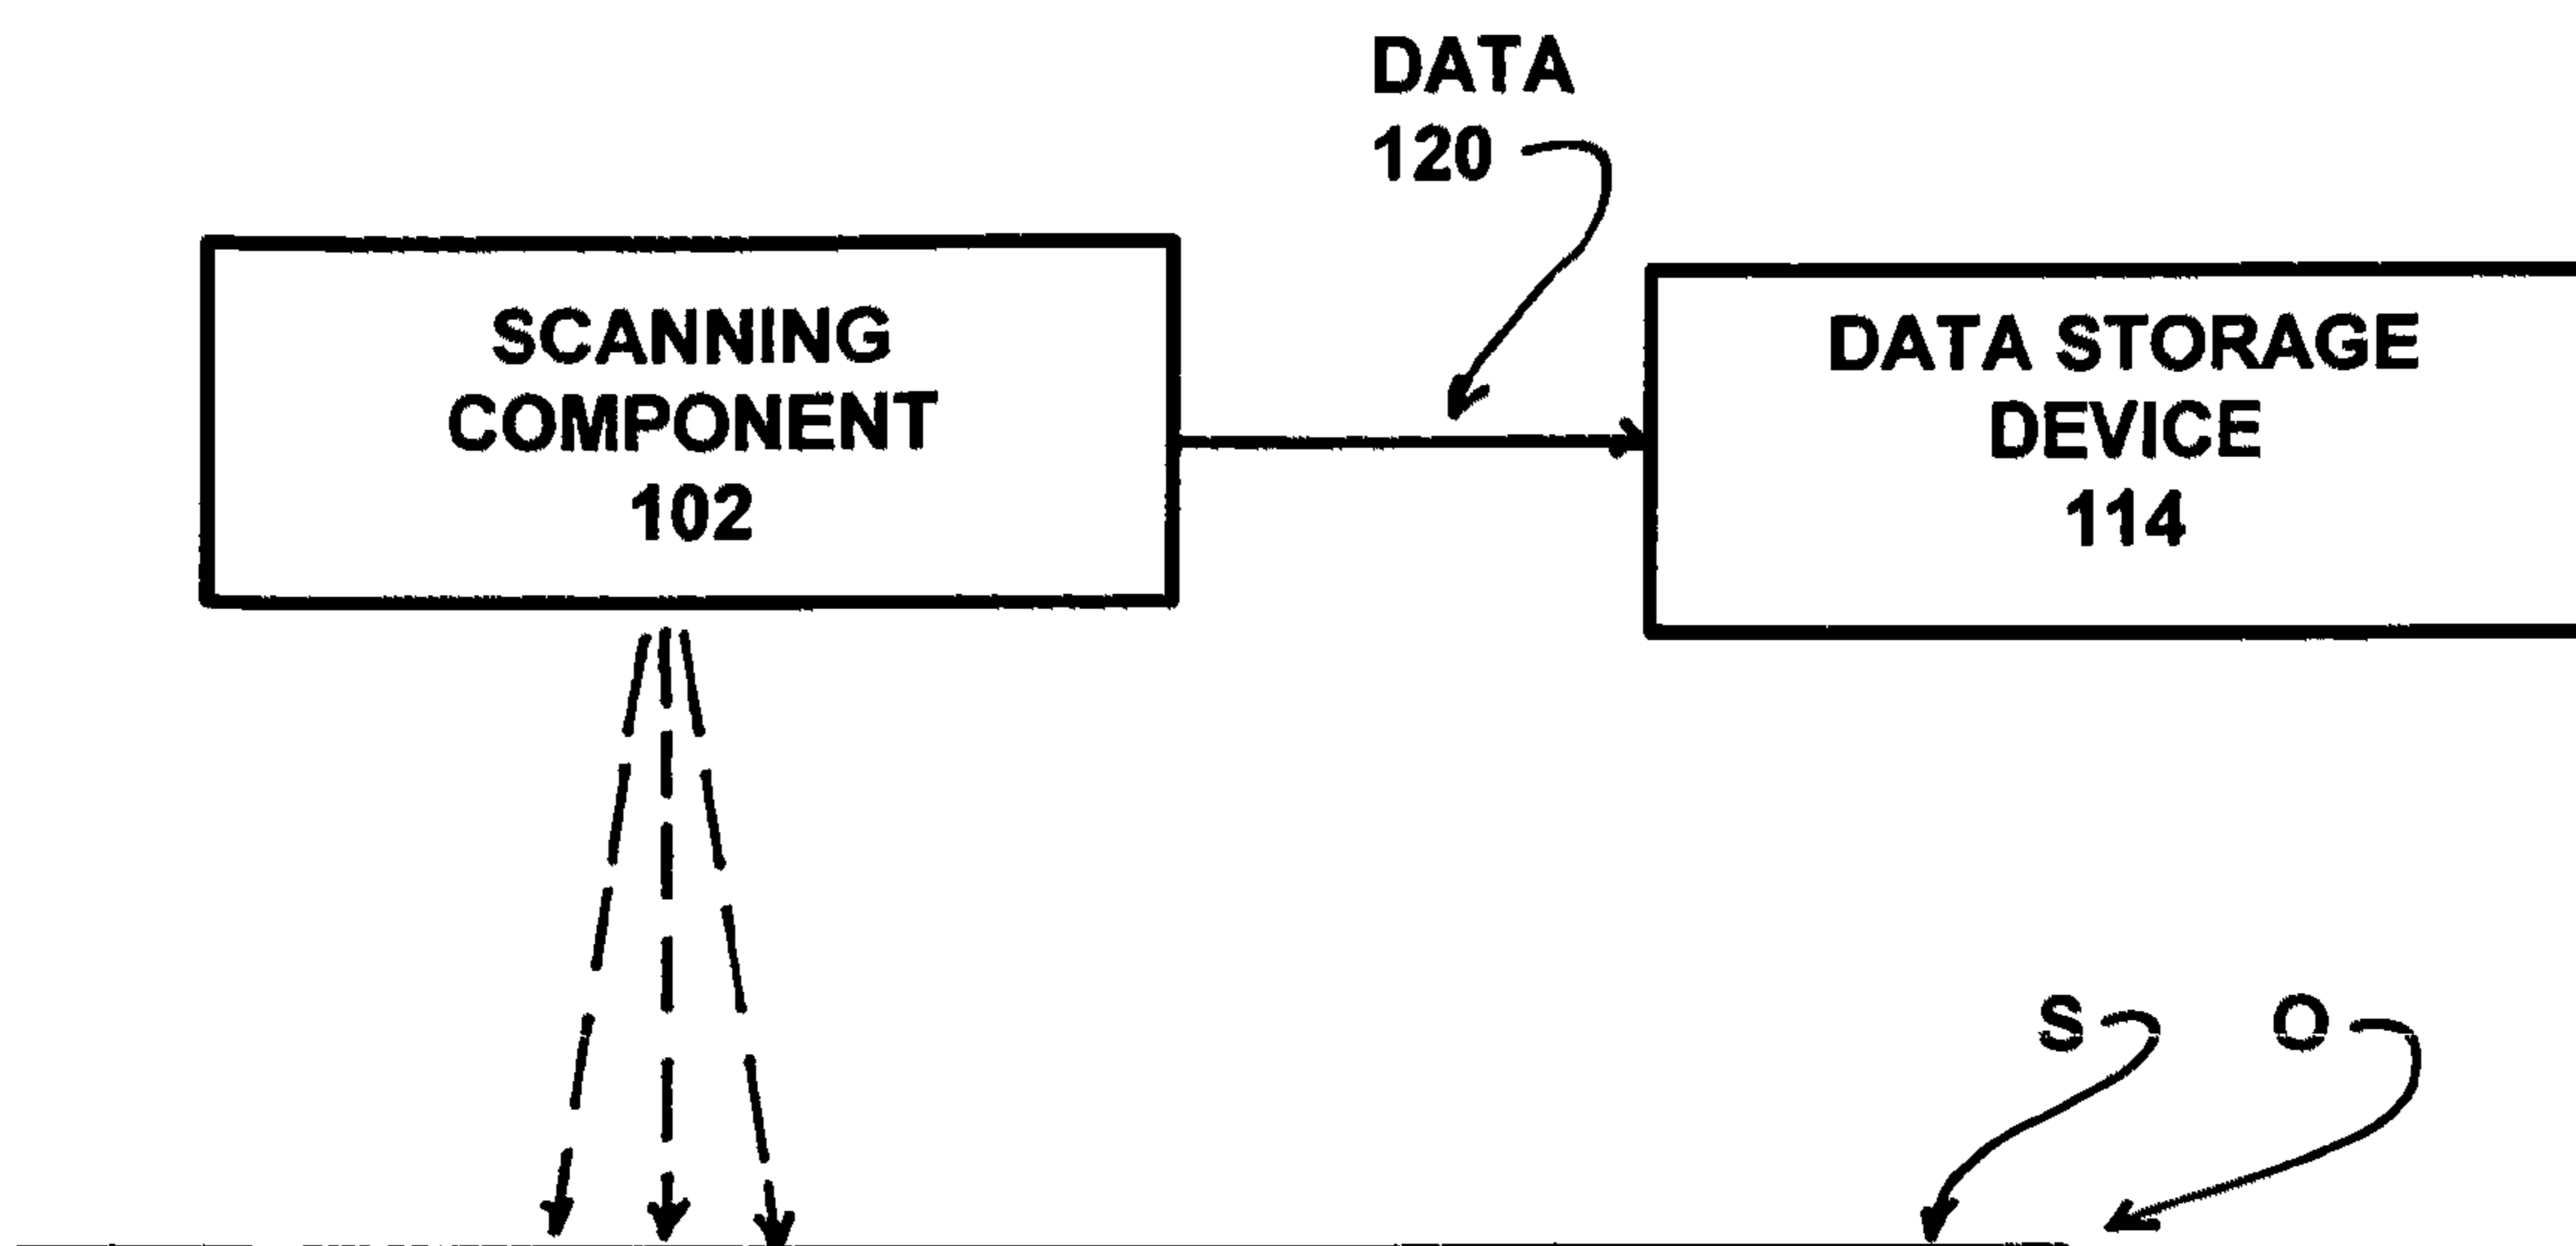 DATA
120
SCANNING
COMPONENT
102
DATA STORAGE
DEVICE
114
S O